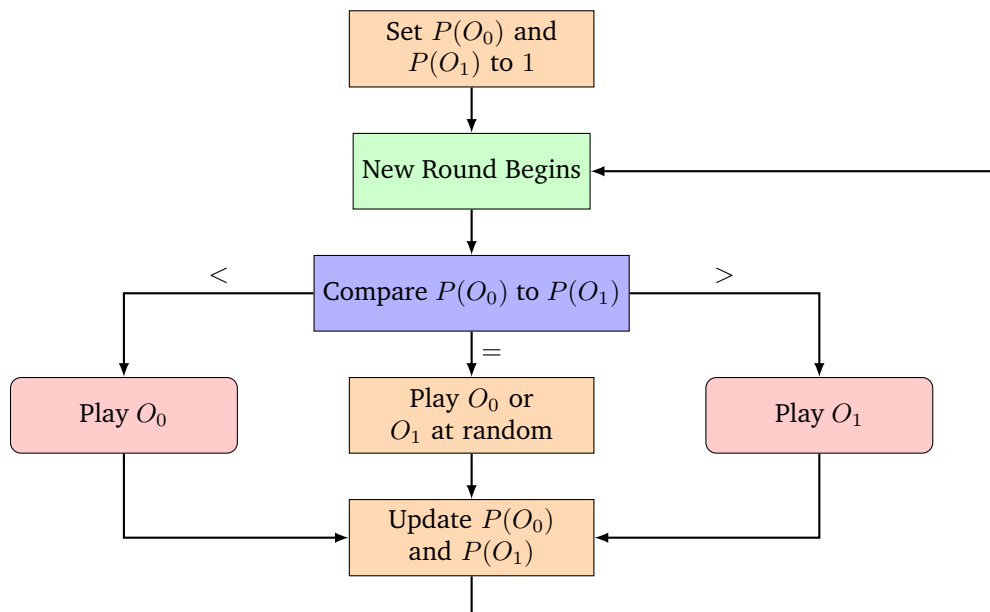 Set P(O₀) and
P(O₁) to 1
New Round Begins
<
Compare P(O₀) to P(O₁)
>
=
Play O₀
Play O₀ or
O₁ at random
Play O₁
Update P(O₀)
and P(O₁)